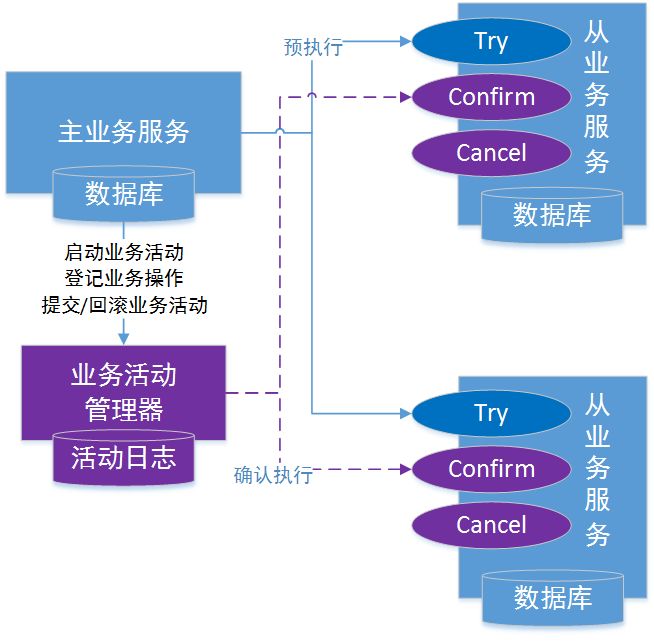 预执行
Try
Confirm
Cancel
从业务服务
数据库
主业务服务
数据库
启动业务活动
登记业务操作
提交/回滚业务活动
业务活动
管理器
活动日志
确认执行
Try
Confirm
Cancel
从业务服务
数据库